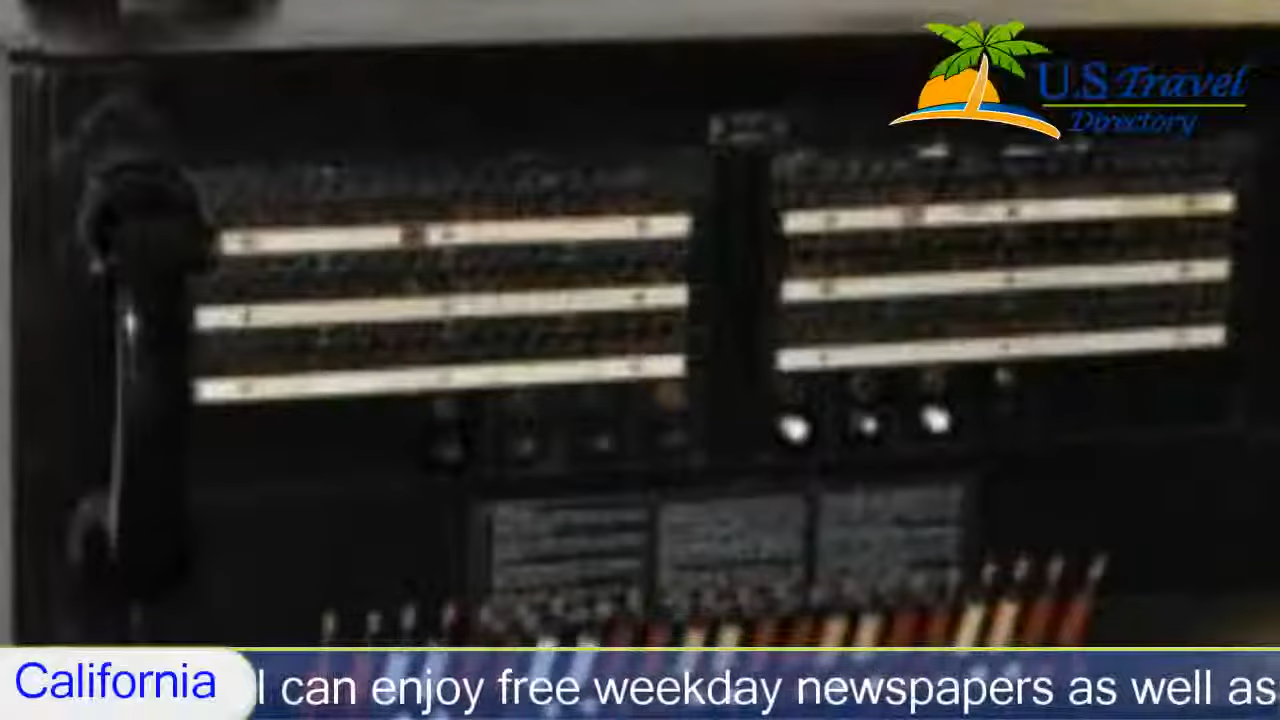 U.S Travel
Directory
California
l can enjoy free weekday newspapers as well as